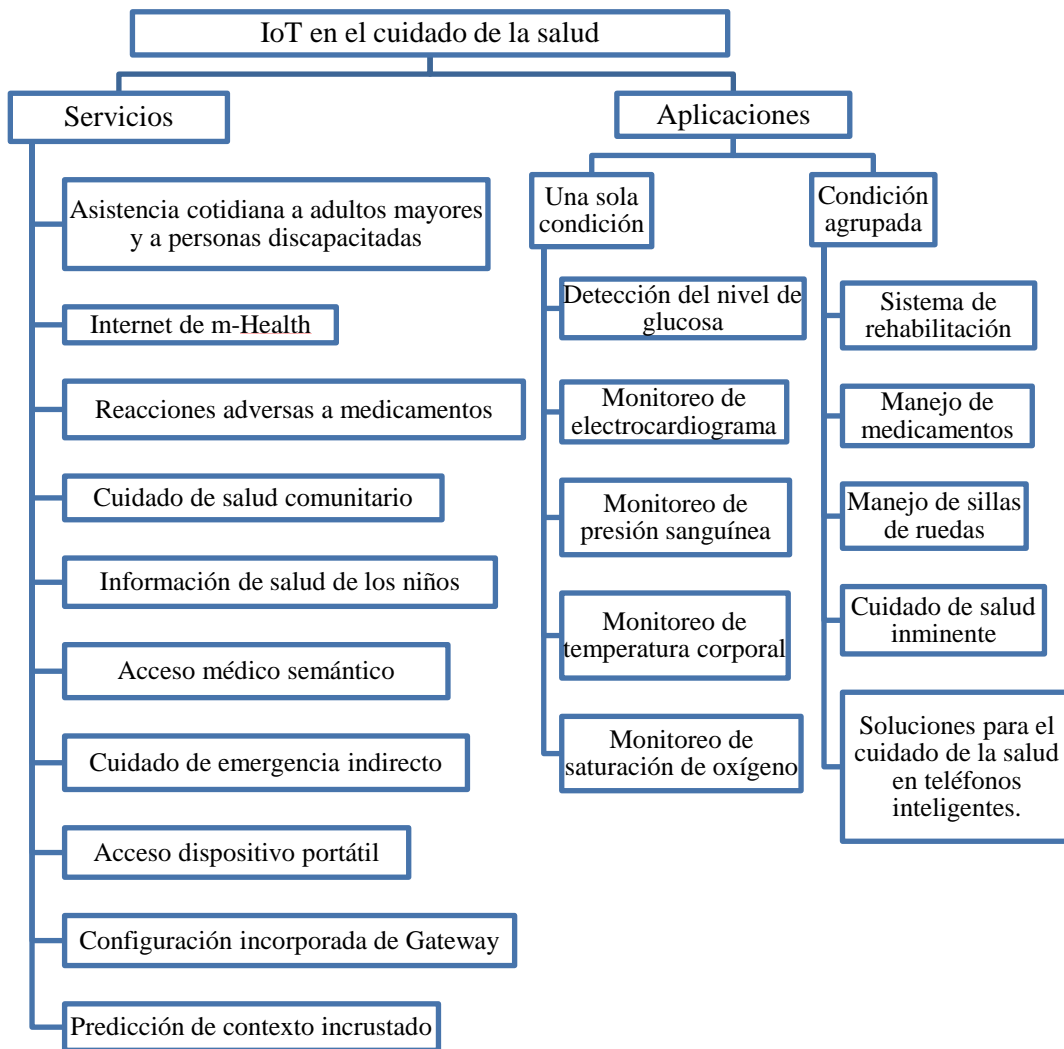 IoT en el cuidado de la salud
Servicios
Asistencia cotidiana a adultos mayores
y a personas discapacitadas
Internet de m-Health
Reacciones adversas a medicamentos
Cuidado de salud comunitario
Información de salud de los niños
Acceso médico semántico
Cuidado de emergencia indirecto
Acceso dispositivo portátil
Configuración incorporada de Gateway
Predicción de contexto incrustado
Aplicaciones
Una sola
condición
Detección del nivel de
glucosa
Monitoreo de
electrocardiograma
Monitoreo de
presión sanguínea
Monitoreo de
temperatura corporal
Monitoreo de
saturación de oxígeno
Condición
agrupada
Sistema de
rehabilitación
Manejo de
medicamentos
Manejo de sillas
de ruedas
Cuidado de salud
inminente
Soluciones para el
cuidado de la salud
en teléfonos
inteligentes.